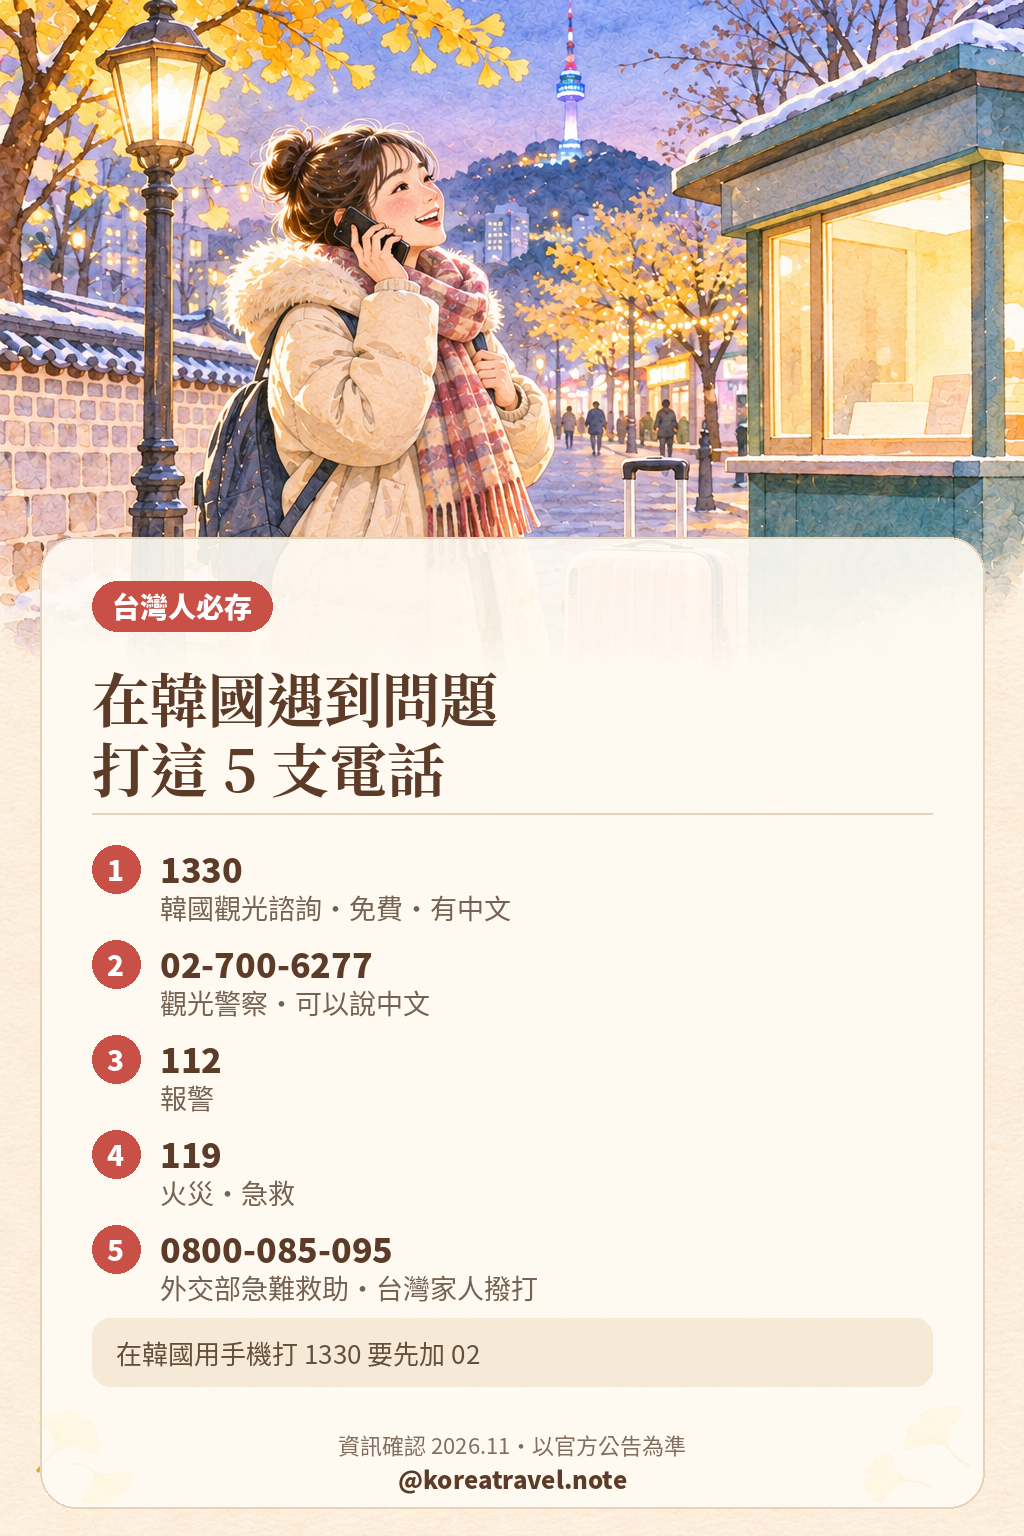 台灣人必存
在韓國遇到問題
打這 5 支電話
1
1330
韓國觀光諮詢・免費・有中文
2
02-700-6277
觀光警察・可以說中文
3
112
報警
4
119
火災・急救
5
0800-085-095
外交部急難救助・台灣家人撥打
在韓國用手機打 1330 要先加 02
資訊確認 2026.11・以官方公告為準
@koreatravel.note